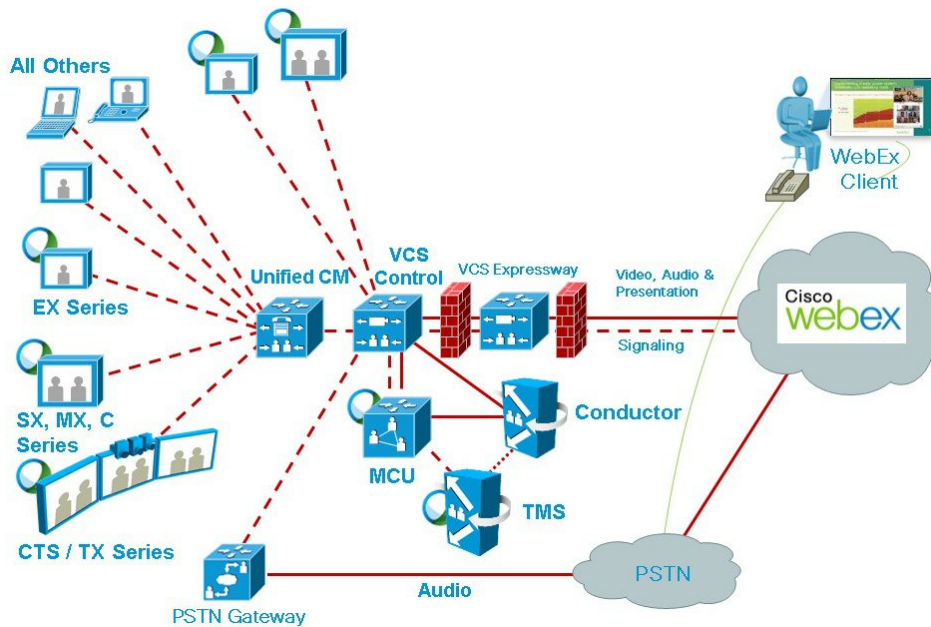 All Others
EX Series
SX, MX, C
Series
CTS / TX Series
Unified CM
VCS
Control
VCS Expressway
Video, Audio &
Presentation
Signaling
WebEx
Client
Cisco
webex
Conductor
MCU
TMS
PSTN Gateway
Audio
PSTN